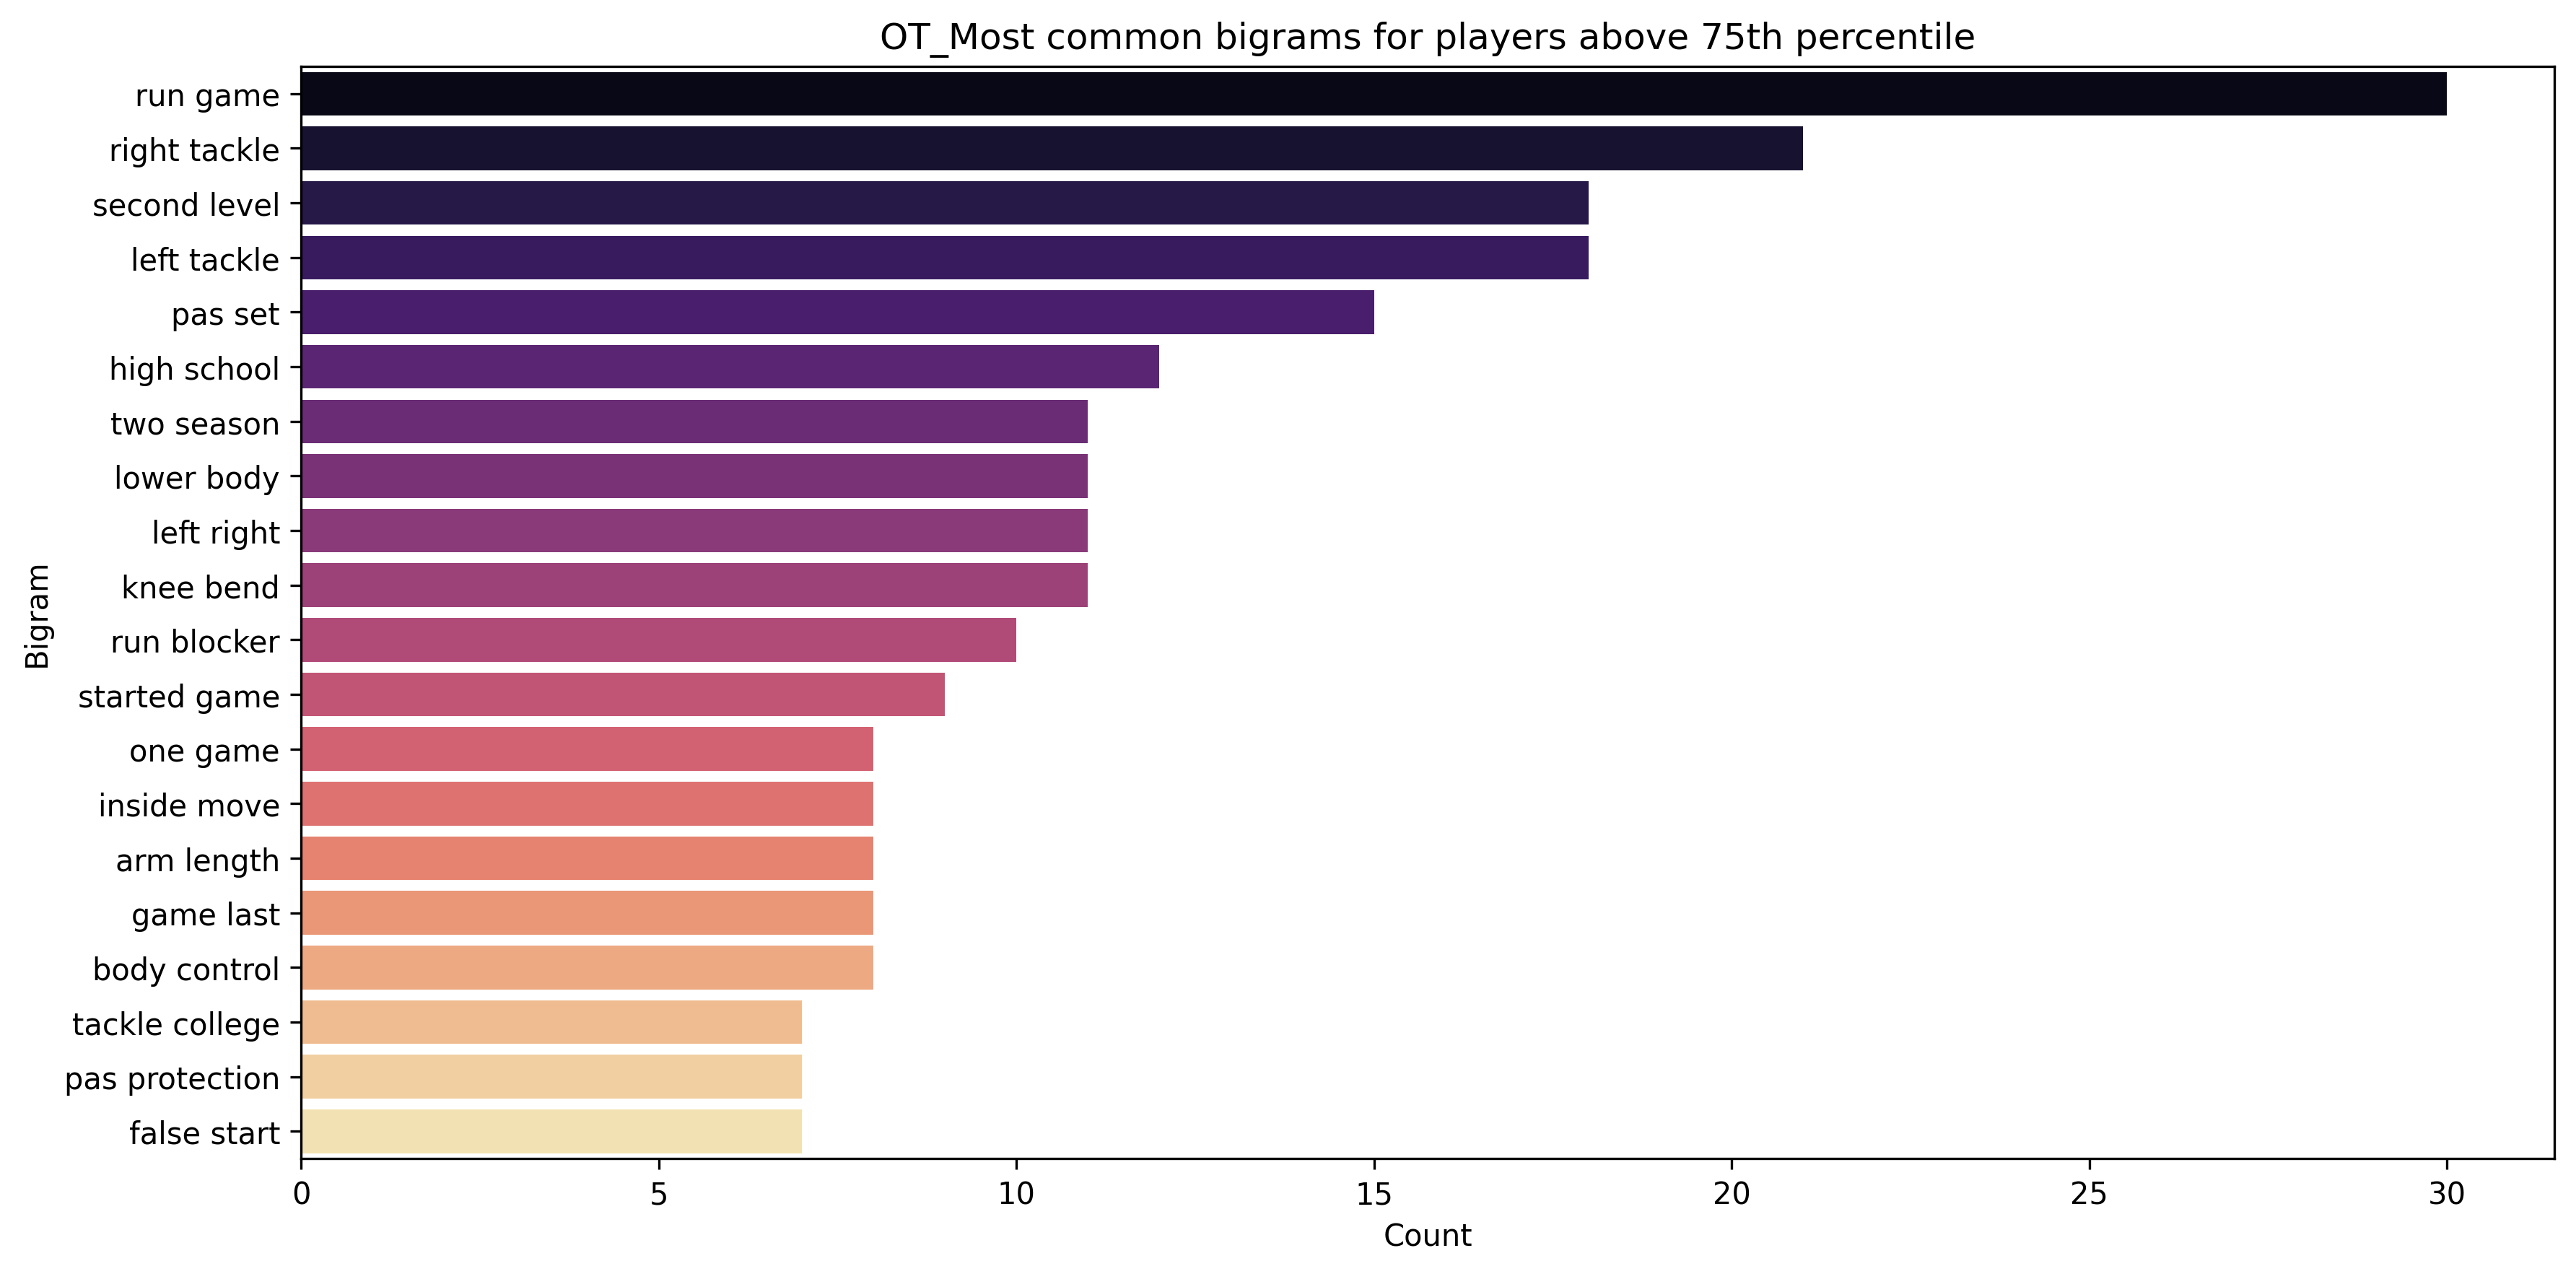 OT_Most common bigrams for players above 75th percentile
run game
right tackle
second level
left tackle
pas set
high school
two season
lower body
left right
knee bend
run blocker
started game
one game
inside move
arm length
game last
body control
tackle college
pas protection
false start
Bigram
0 5 10 15 20 25 30
Count